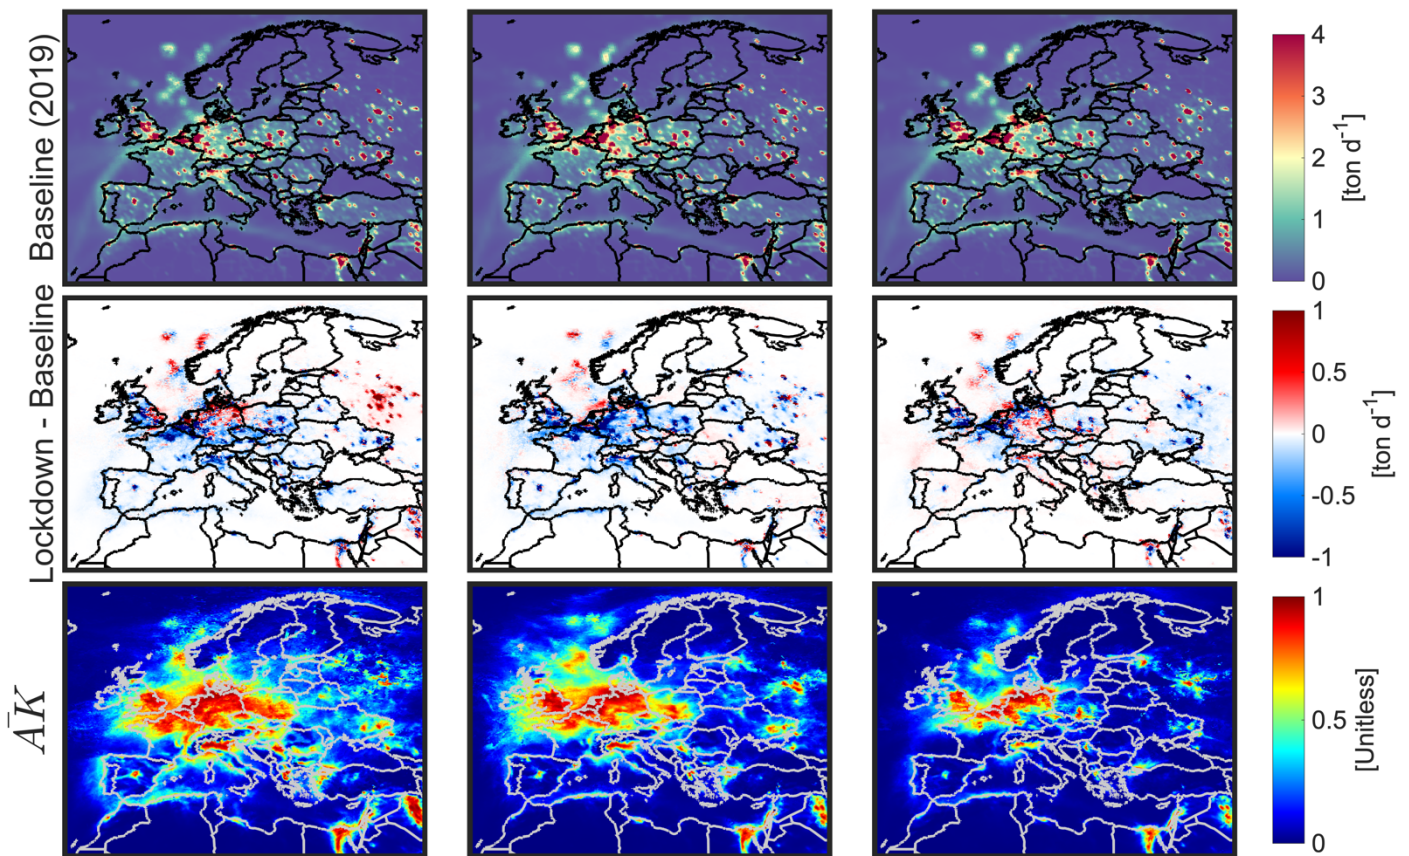 Baseline (2019)
4
3
2
1
0
[ton d⁻¹]
Lockdown - Baseline
1
0.5
0
-0.5
-1
[ton d⁻¹]
A̅K
1
0.5
0
[Unitless]